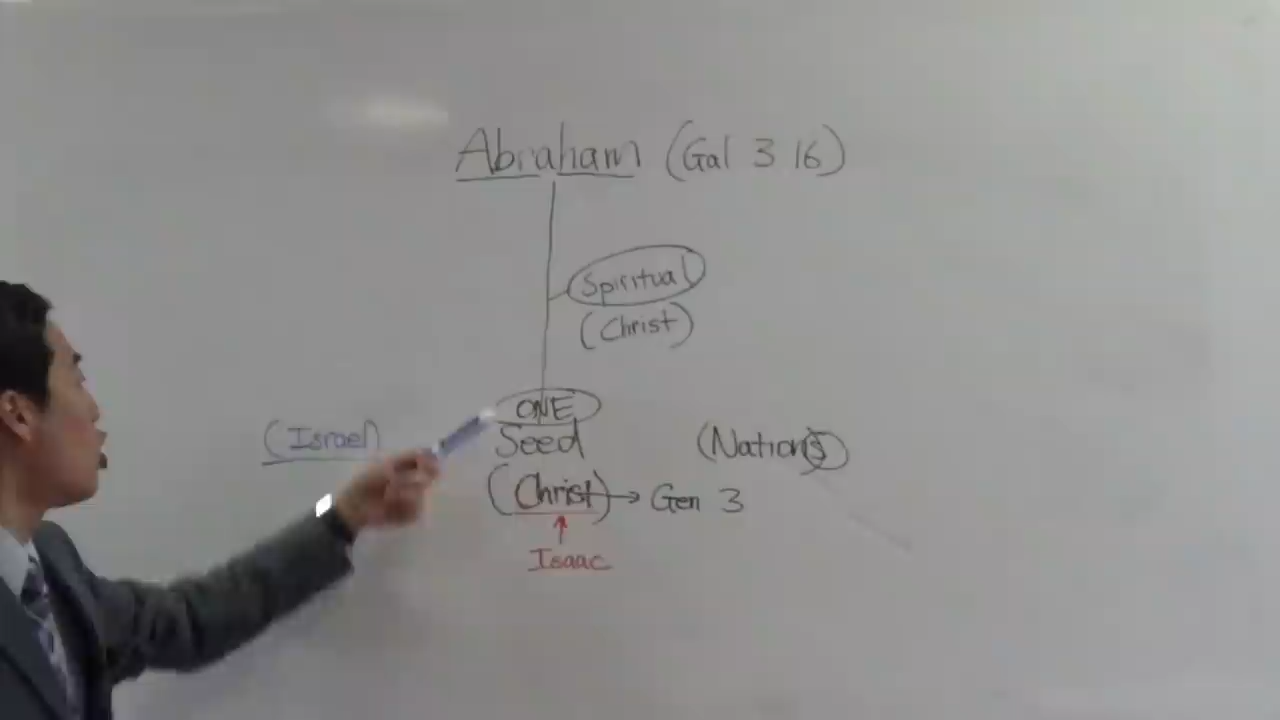 Abraham (Gal 3 16)
Spiritual
(Christ)
ONE
(Israel) Seed (Nations)
(Christ) → Gen 3
↑
Isaac